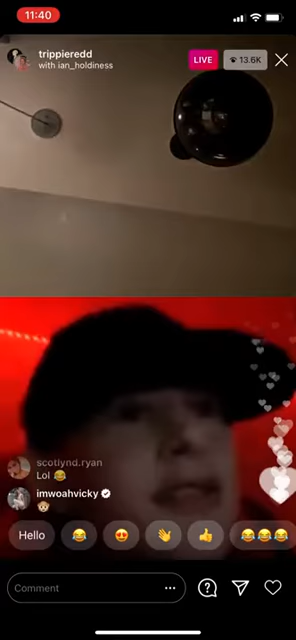 11:40
trippieredd
with ian_holdiness
LIVE
13.6K
scotlynd.ryan
Lol 😂
imwoahvicky
🙊
Hello 😂 😍 👋 👍 😂😂😂
Comment